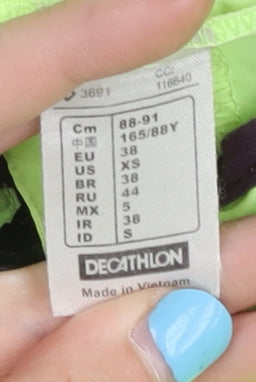 CC:
3691 116640
Cm 88-91
中国 165/88Y
EU 38
US XS
BR 38
RU 44
MX 5
IR 38
ID S
DECATHLON
Made in Vietnam